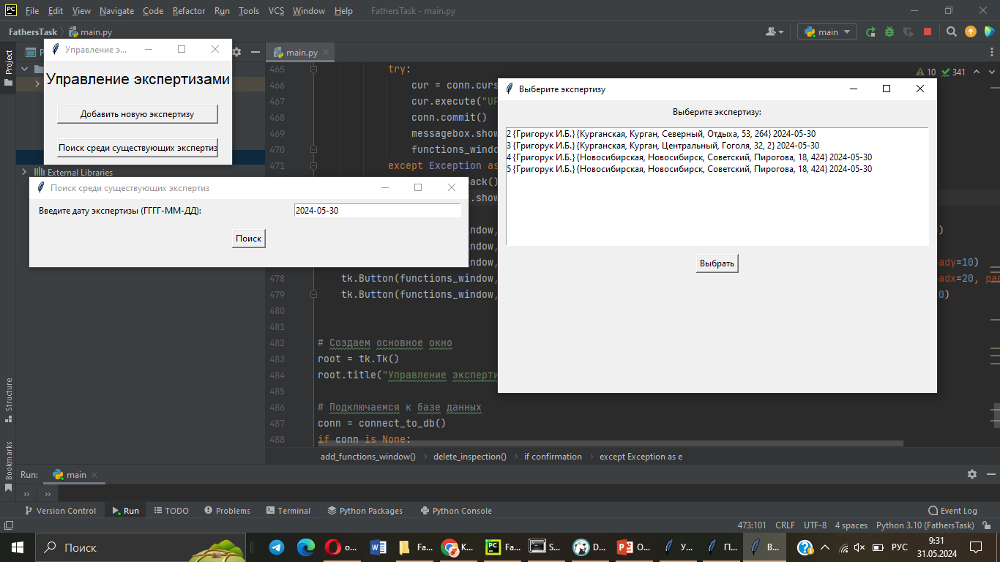 PC File Edit View Navigate Code Refactor Run Tools VCS Window Help FathersTask - main.py
FathersTask main.py main
Project
main.py
Управление э...
Управление экспертизами
Добавить новую экспертизу
Поиск среди существующих эксперти
External Libraries
Поиск среди существующих экспертиз
Введите дату экспертизы (ГГГГ-ММ-ДД): 2024-05-30
Поиск
10 341
465 try:
466 cur = conn.curs
467 cur.execute("UP
468 conn.commit()
469 messagebox.show
470 functions_windo
471 except Exception as
back()
.show
ndow, )
ndow,
ndow, ady=10)
478 tk.Button(functions_window, adx=20, pad
479 tk.Button(functions_window, 0)
480
481
482 # Создаем основное окно
483 root = tk.Tk()
484 root.title("Управление эксперти
485
486 # Подключаемся к базе данных
487 conn = connect_to_db()
488 if conn is None:
Выберите экспертизу
Выберите экспертизу:
2 {Григорук И.Б.} {Курганская, Курган, Северный, Отдыха, 53, 264} 2024-05-30
3 {Григорук И.Б.} {Курганская, Курган, Центральный, Гоголя, 32, 2} 2024-05-30
4 {Григорук И.Б.} {Новосибирская, Новосибирск, Советский, Пирогова, 18, 424} 2024-05-30
5 {Григорук И.Б.} {Новосибирская, Новосибирск, Советский, Пирогова, 18, 424} 2024-05-30
Выбрать
add_functions_window() delete_inspection() if confirmation except Exception as e
Structure
Bookmarks
Run: main
Version Control Run TODO Problems Terminal Python Packages Python Console Event Log
473:101 CRLF UTF-8 4 spaces Python 3.10 (FathersTask)
Поиск o... Fa... K... Fa... S... D... O... У... П... В... РУС 9:31
31.05.2024